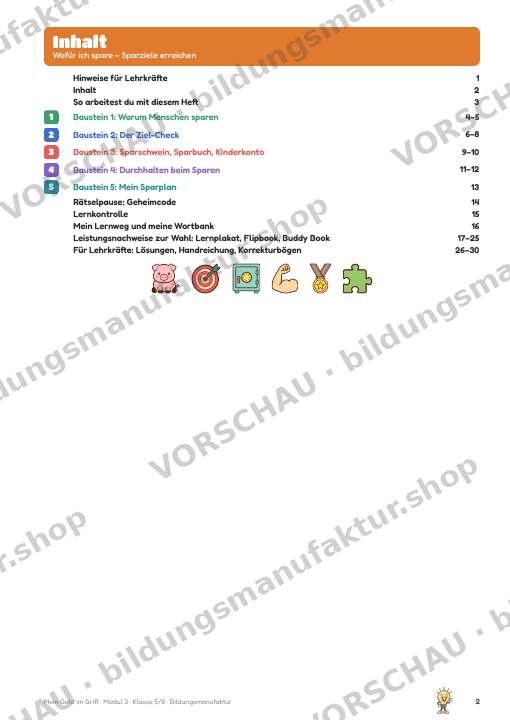 Inhalt
Wofür ich spare – Sparziele erreichen
Hinweise für Lehrkräfte 1
Inhalt 2
So arbeitest du mit diesem Heft 3
1 Baustein 1: Warum Menschen sparen 4–5
2 Baustein 2: Der Ziel-Check 6–8
3 Baustein 3: Sparschwein, Sparbuch, Kinderkonto 9–10
4 Baustein 4: Durchhalten beim Sparen 11–12
5 Baustein 5: Mein Sparplan 13
Rätselpause: Geheimcode 14
Lernkontrolle 15
Mein Lernweg und meine Wortbank 16
Leistungsnachweise zur Wahl: Lernplakat, Flipbook, Buddy Book 17–25
Für Lehrkräfte: Lösungen, Handreichung, Korrekturbögen 26–30
VORSCHAU · bildungsmanufaktur.shop
Mein Geld im Griff · Modul 3 · Klasse 5/6 · Bildungsmanufaktur 2